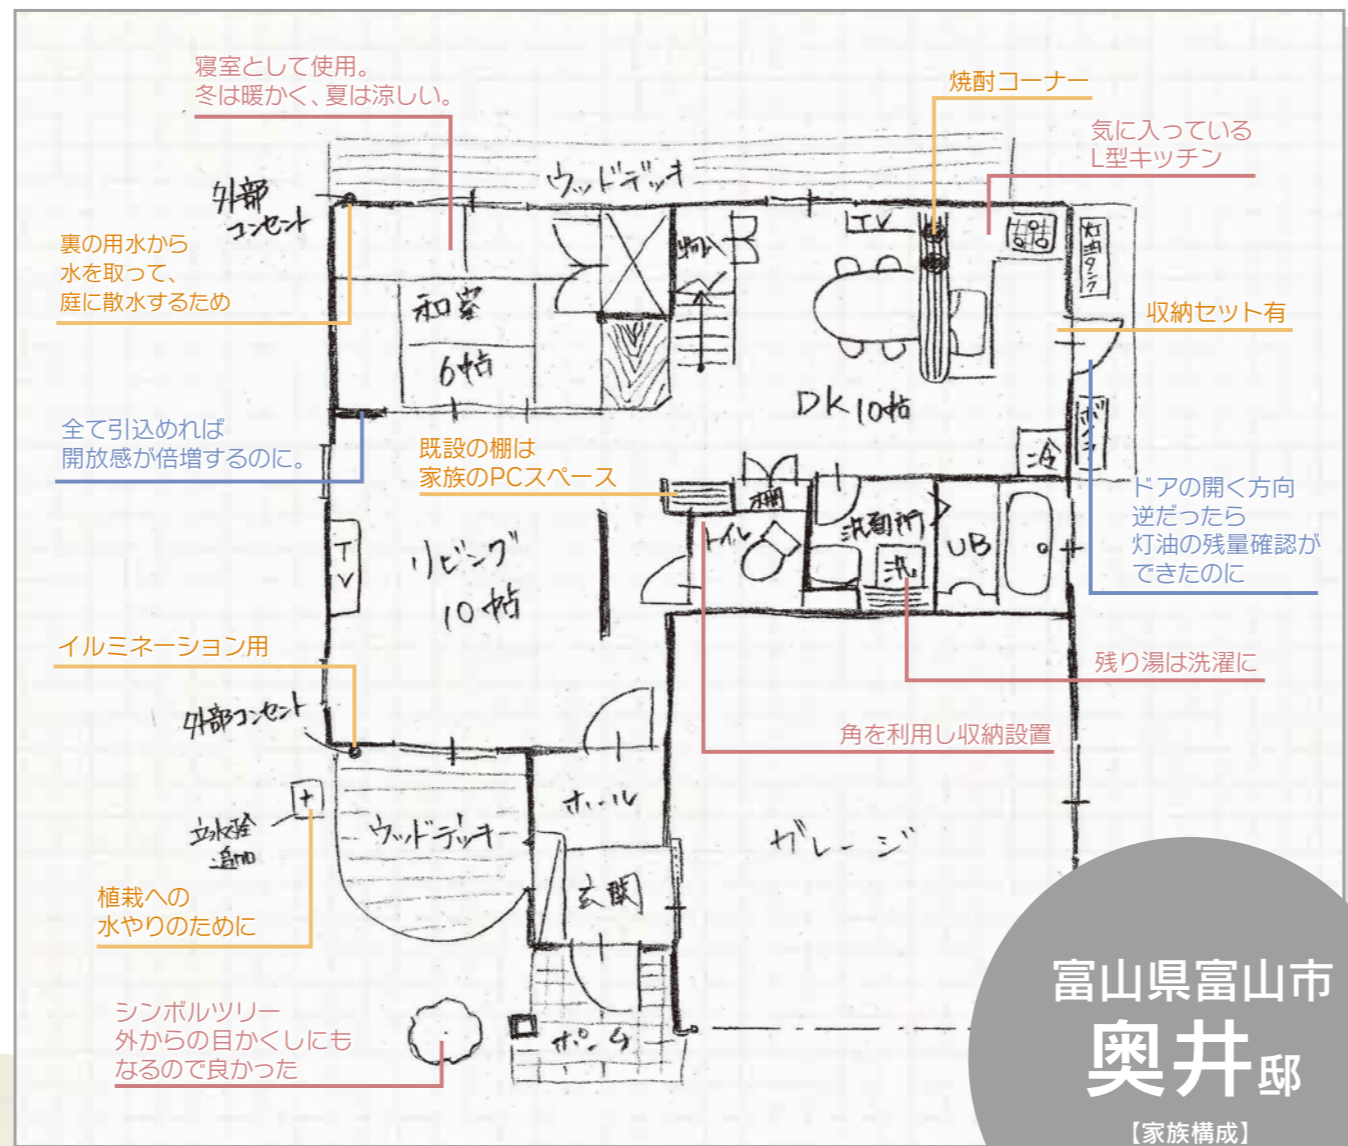 寝室として使用。
冬は暖かく、夏は涼しい。
焼酎コーナー
気に入っている
L型キッチン
ウッドデッキ
外部
コンセント
裏の用水から
水を取って、
庭に散水するため
TV
灯油タンク
収納セット有
和室
6帖
DK10帖
全て引込めれば
開放感が倍増するのに。
既設の棚は
家族のPCスペース
冷
棚
ドアの開く方向
逆だったら
灯油の残量確認が
できたのに
トイレ
洗面所
洗
UB
TV
リビング
10帖
イルミネーション用
残り湯は洗濯に
外部コンセント
角を利用し収納設置
ホール
立水栓
追加
ウッドデッキ
ガレージ
玄関
植栽への
水やりのために
シンボルツリー
外からの目かくしにも
なるので良かった
ポーチ
富山県富山市
奥井邸
【家族構成】